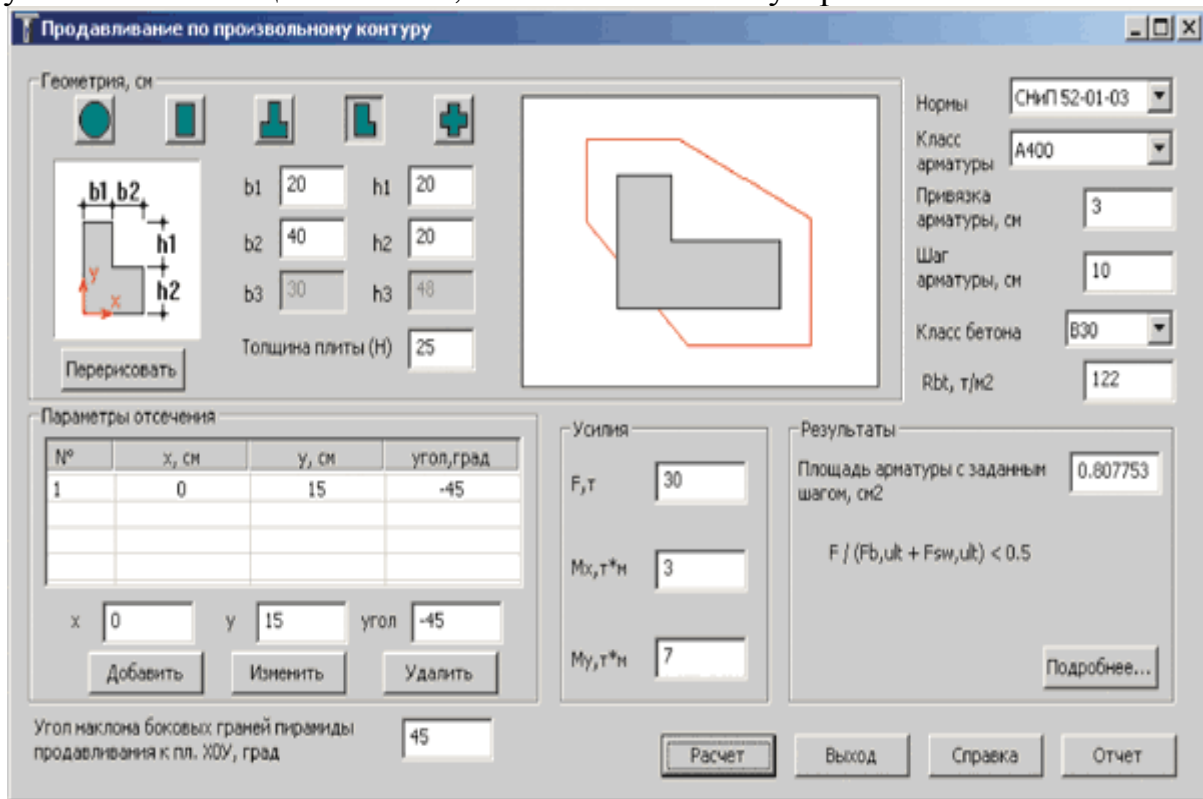 Продавливание по произвольному контуру
Геометрия, см
b1 b2
h1
h2
y
x
b1 20 h1 20
b2 40 h2 20
b3 30 h3 48
Толщина плиты (H) 25
Перерисовать
Нормы СНиП 52-01-03
Класс арматуры A400
Привязка арматуры, см 3
Шаг арматуры, см 10
Класс бетона B30
Rbt, т/м2 122
Параметры отсечения
N° x, см y, см угол,град
1 0 15 -45
x 0 y 15 угол -45
Добавить Изменить Удалить
Усилия
F,т 30
Mx,т*м 3
My,т*м 7
Результаты
Площадь арматуры с заданным шагом, см2 0.807753
F / (Fb,ult + Fsw,ult) < 0.5
Подробнее...
Угол наклона боковых граней пирамиды
продавливания к пл. X0У, град 45
Расчет Выход Справка Отчет